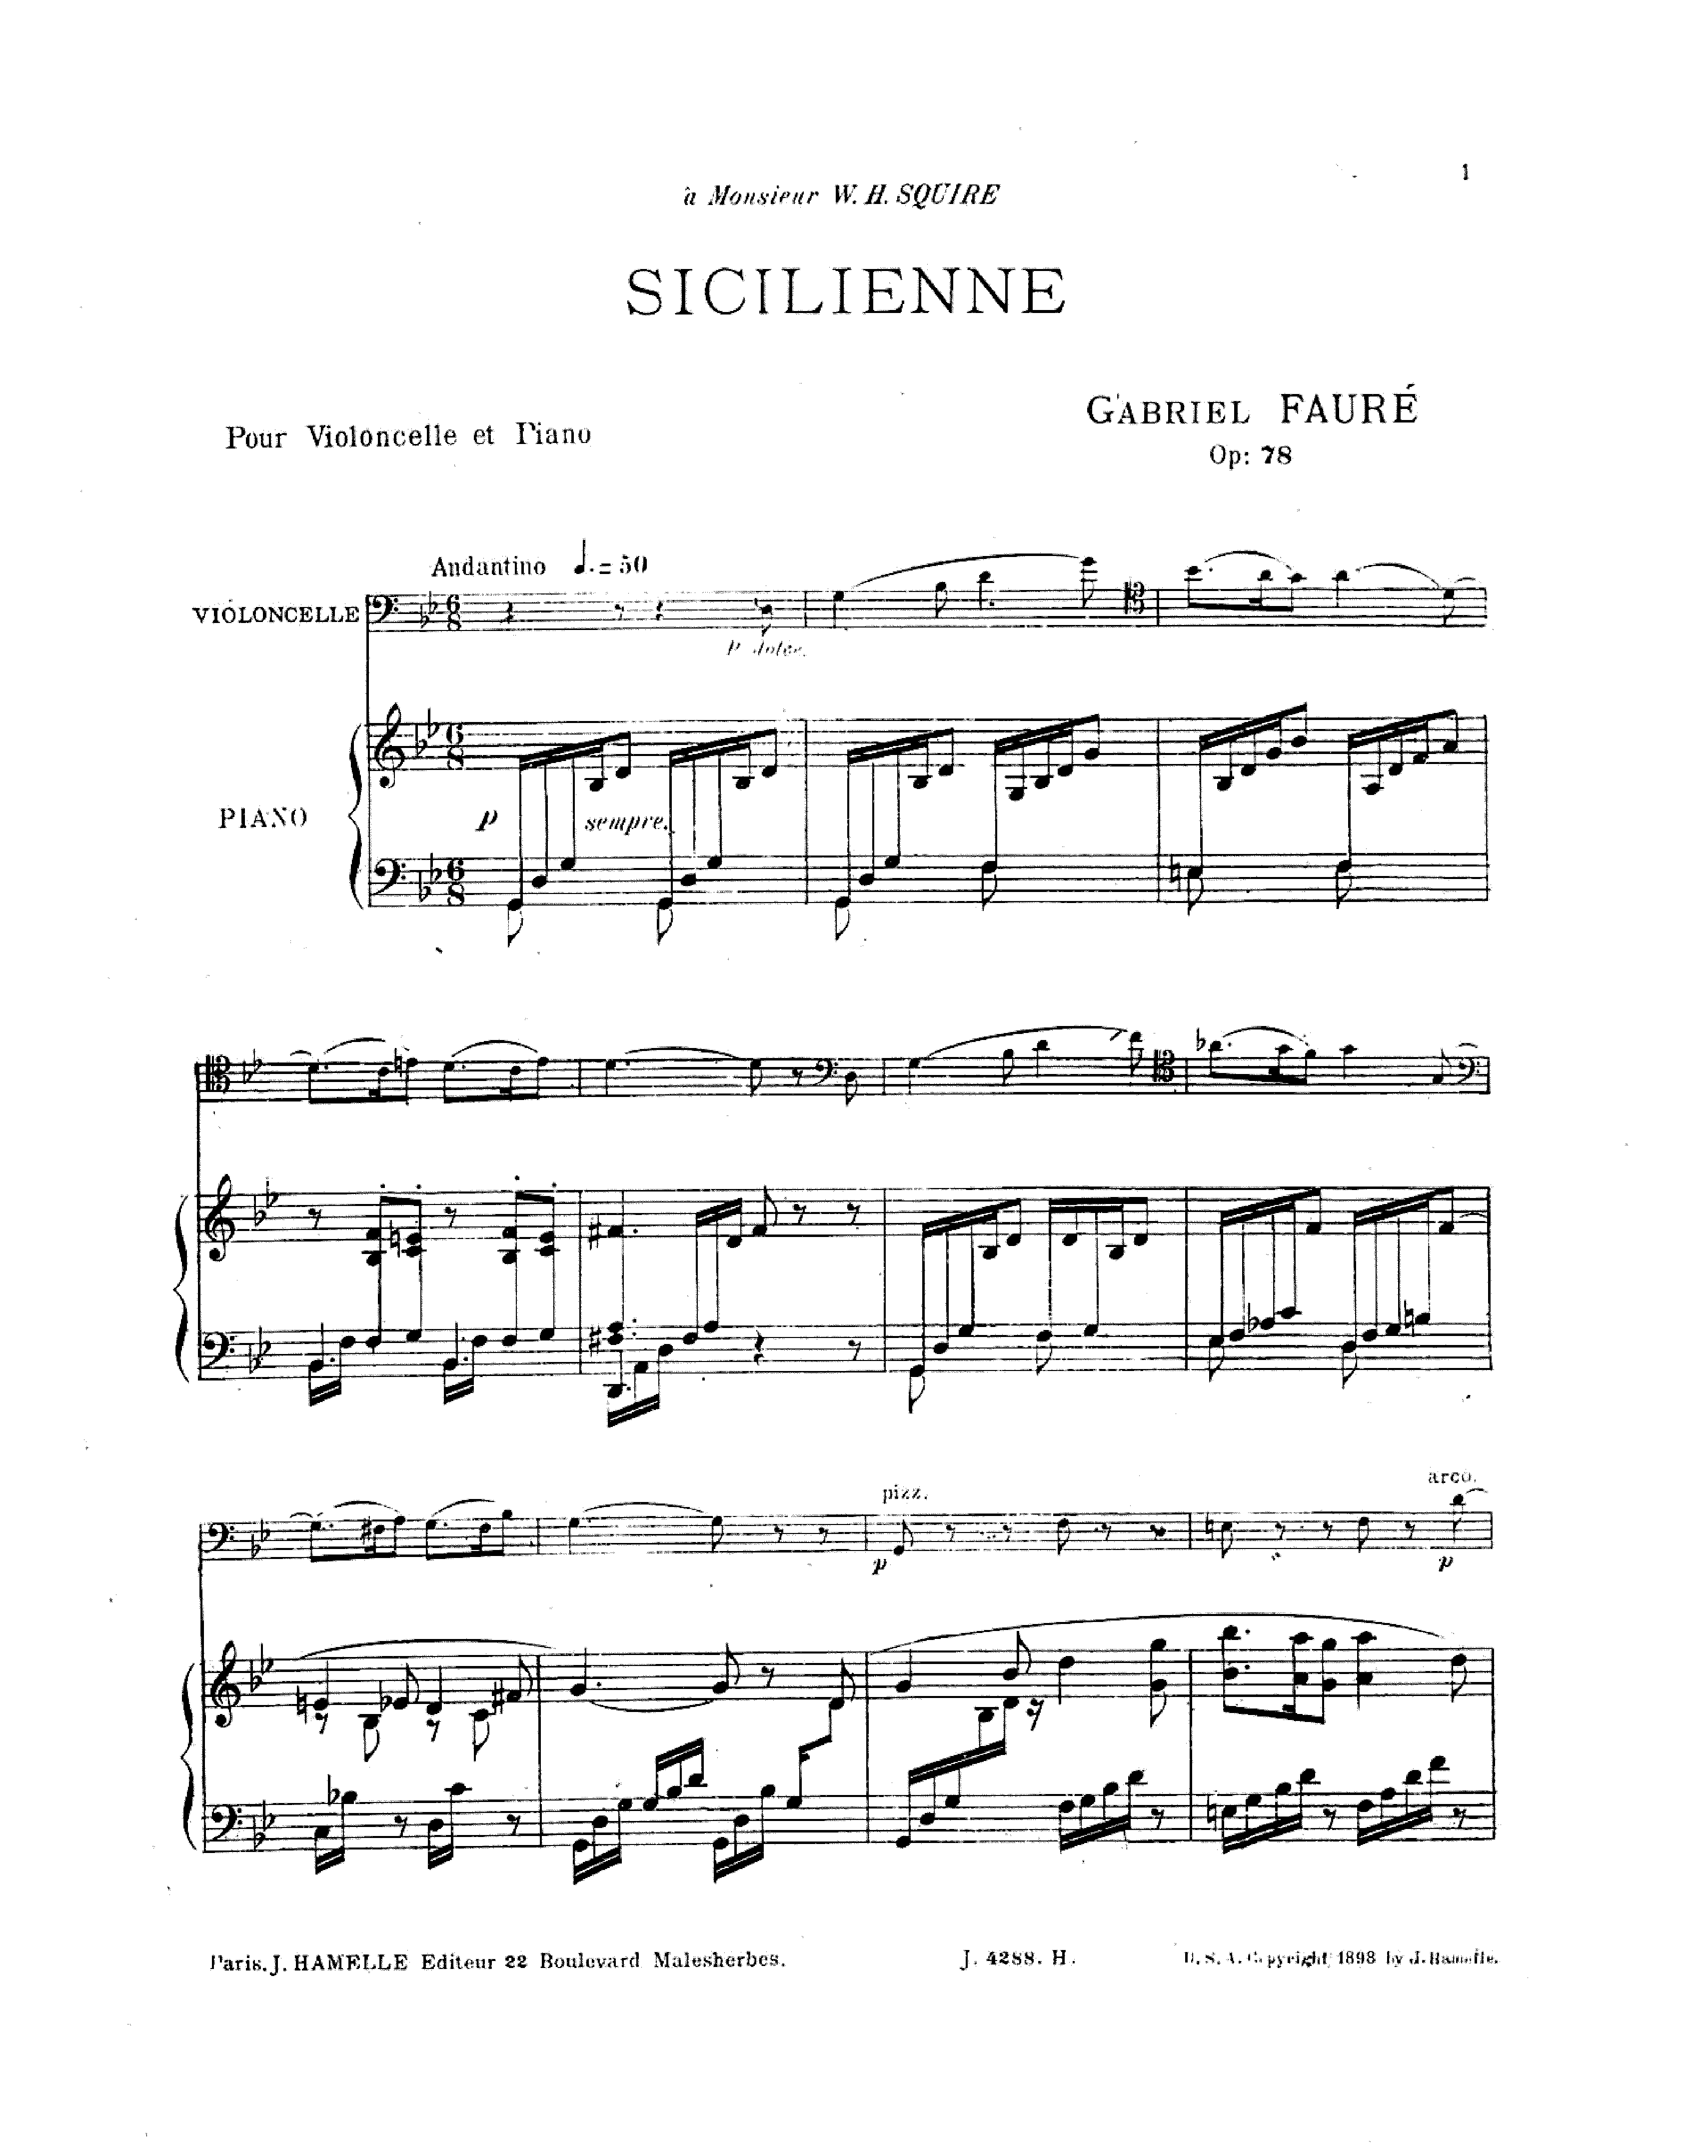 1
à Monsieur W. H. SQUIRE
SICILIENNE
GABRIEL FAURÉ
Pour Violoncelle et Piano
Op: 78
Andantino = 50
VIOLONCELLE
P dolce.
PIANO
p sempre.
pizz.
arco.
p
p
Paris. J. HAMELLE Editeur 22 Boulevard Malesherbes. J. 4288. H. U. S. A. Copyright 1898 by J. Hamelle.